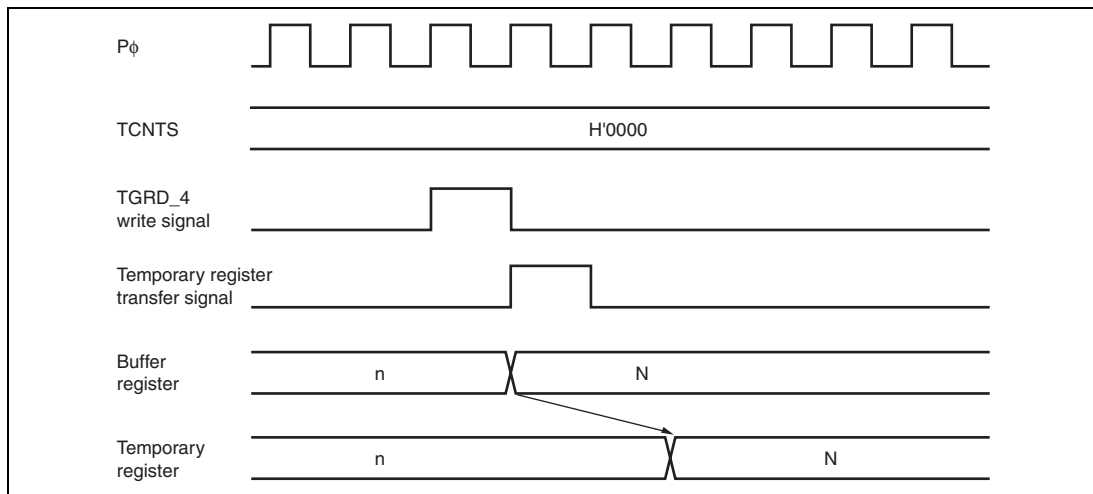 Pϕ
TCNTS
H'0000
TGRD_4
write signal
Temporary register
transfer signal
Buffer
register
n
N
Temporary
register
n
N